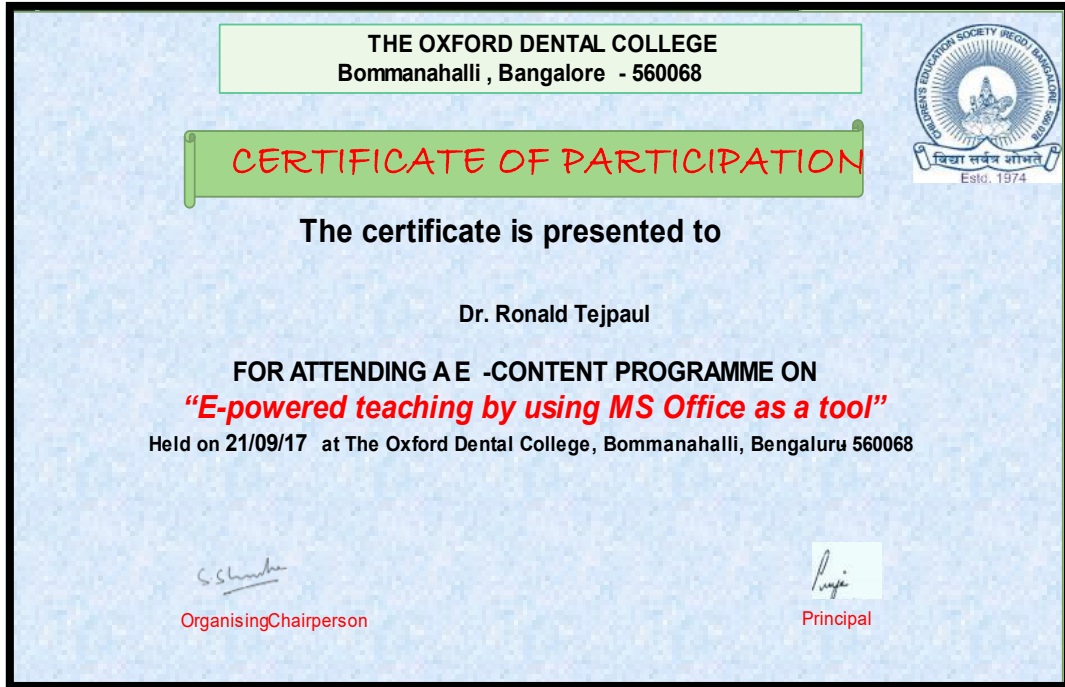 THE OXFORD DENTAL COLLEGE
Bommanahalli , Bangalore - 560068
CHILDREN'S EDUCATION SOCIETY (REGD.) BANGALORE - 560 078
विद्या सर्वत्र शोभते
Estd. 1974
CERTIFICATE OF PARTICIPATION
The certificate is presented to
Dr. Ronald Tejpaul
FOR ATTENDING A E -CONTENT PROGRAMME ON
“E-powered teaching by using MS Office as a tool”
Held on 21/09/17 at The Oxford Dental College, Bommanahalli, Bengaluru- 560068
OrganisingChairperson
Principal